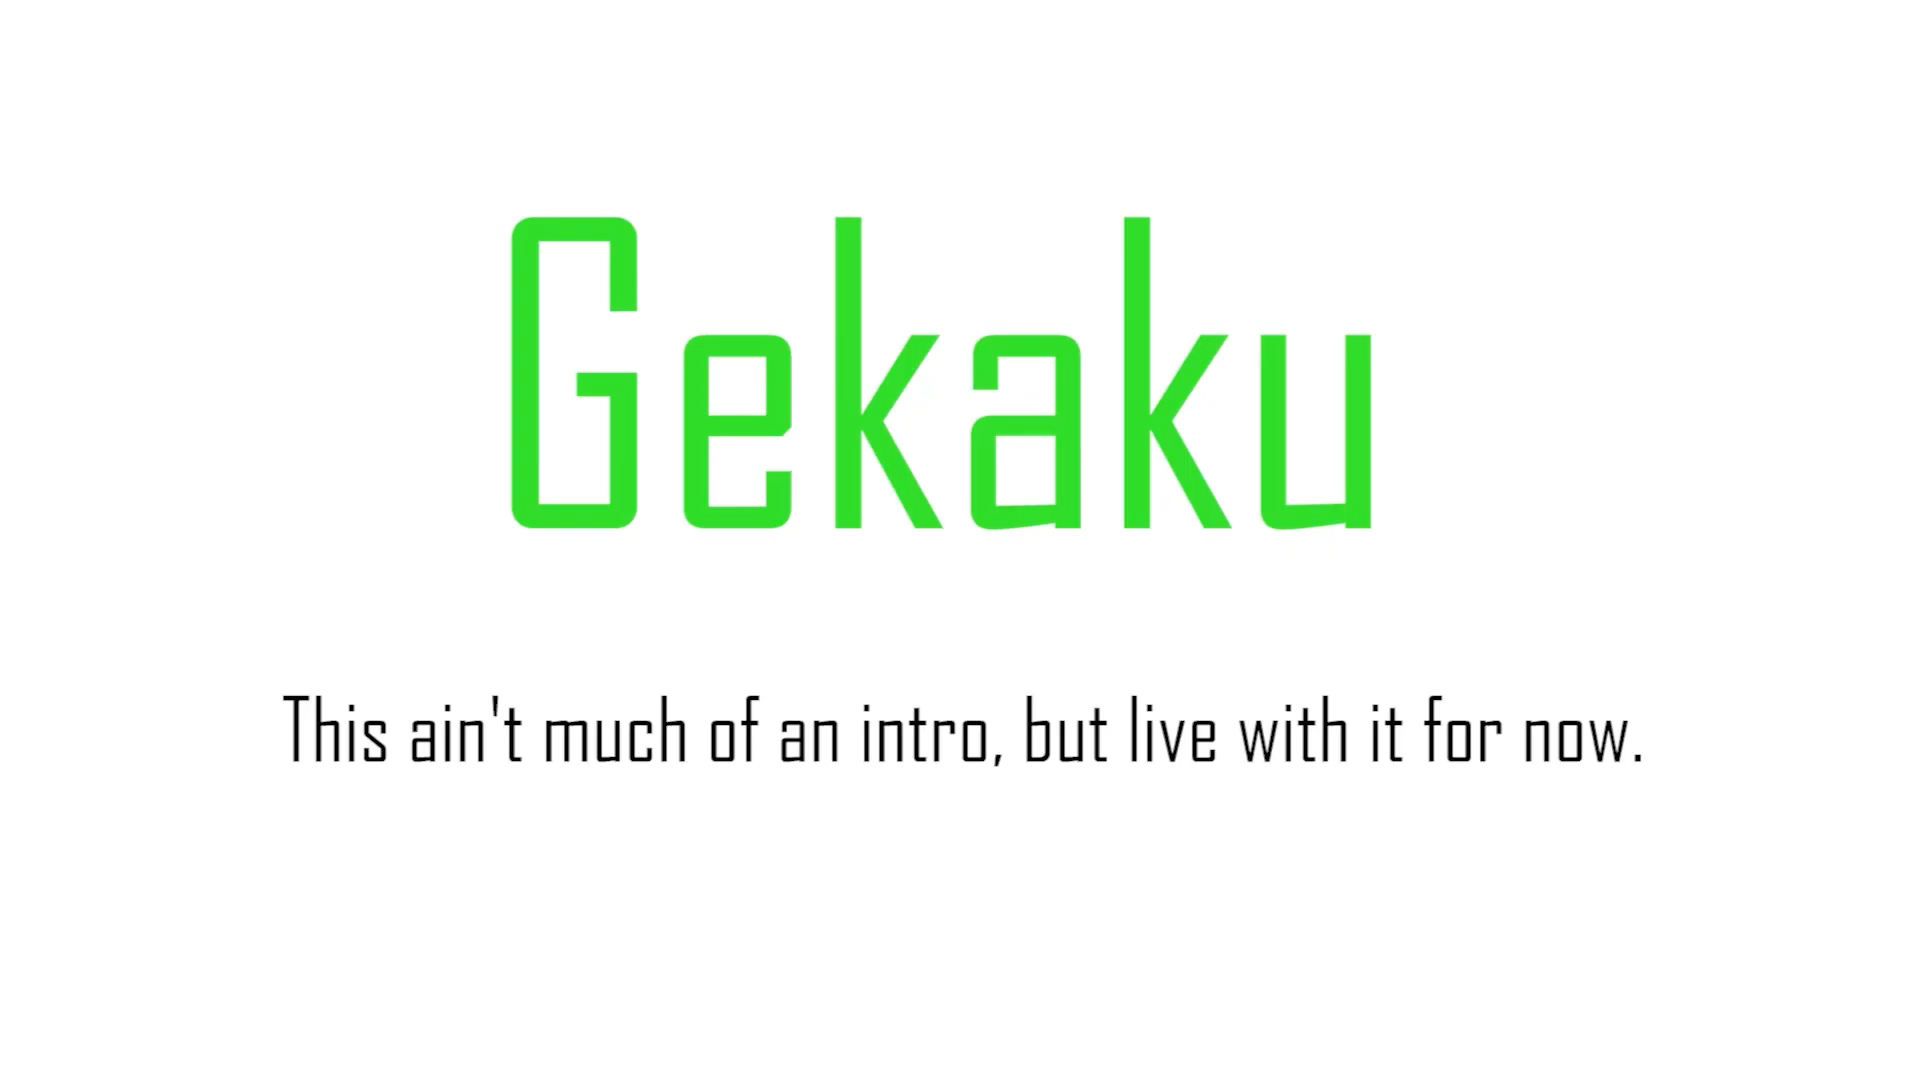 Gekaku
This ain't much of an intro, but live with it for now.